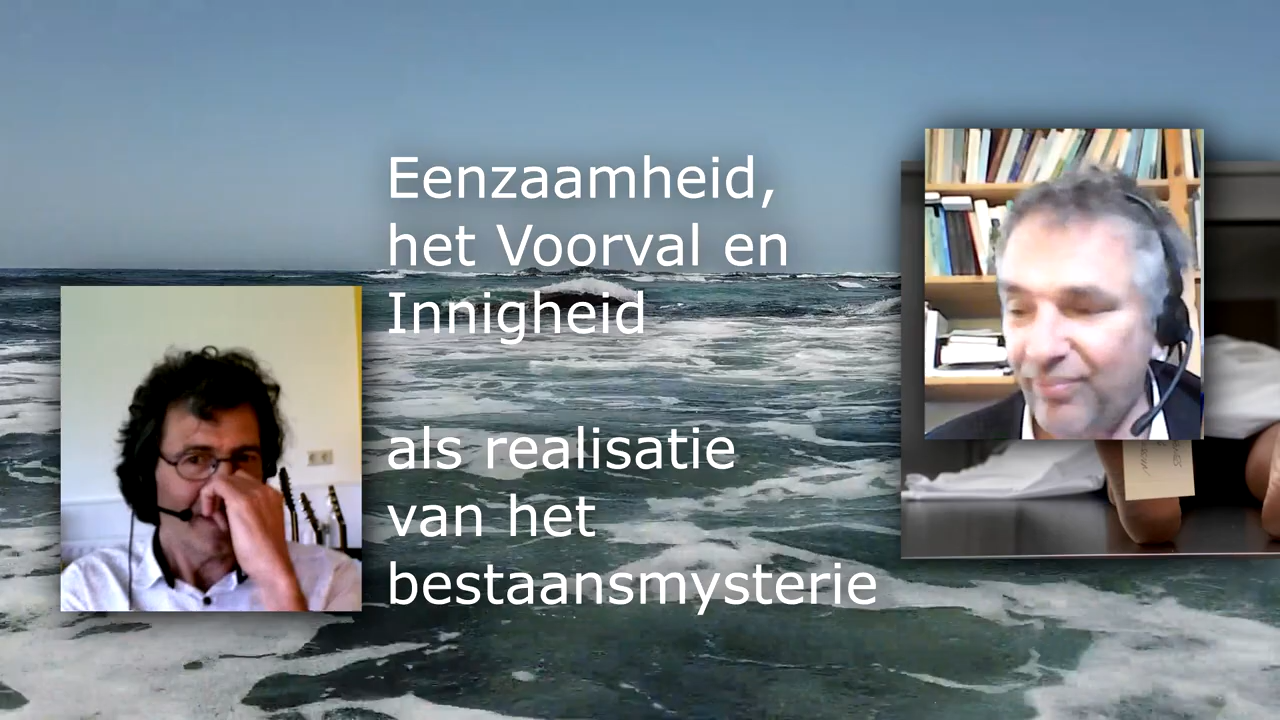 Eenzaamheid,
het Voorval en
Innigheid
als realisatie
van het
bestaansmysterie